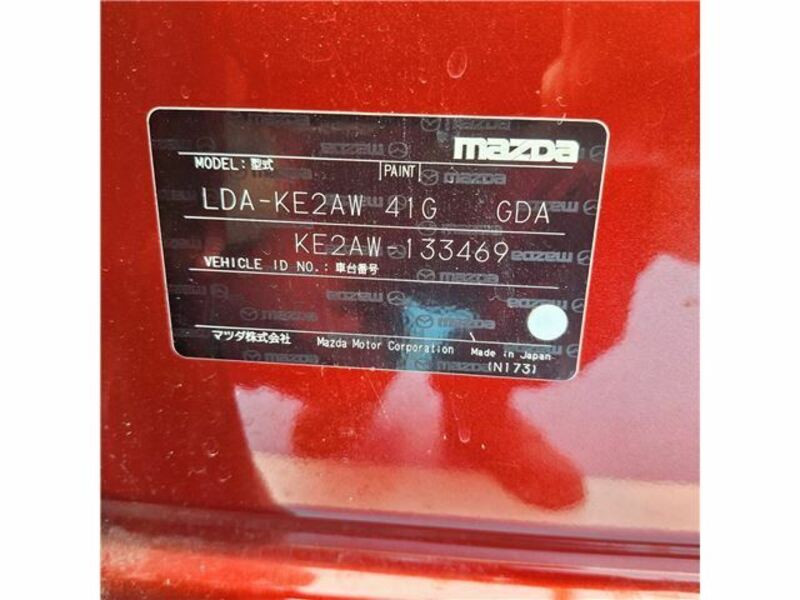 mazda
MODEL: 型式 PAINT
LDA-KE2AW 41G GDA
KE2AW-133469
VEHICLE ID NO.: 車台番号
マツダ株式会社 Mazda Motor Corporation Made in Japan
(N173)